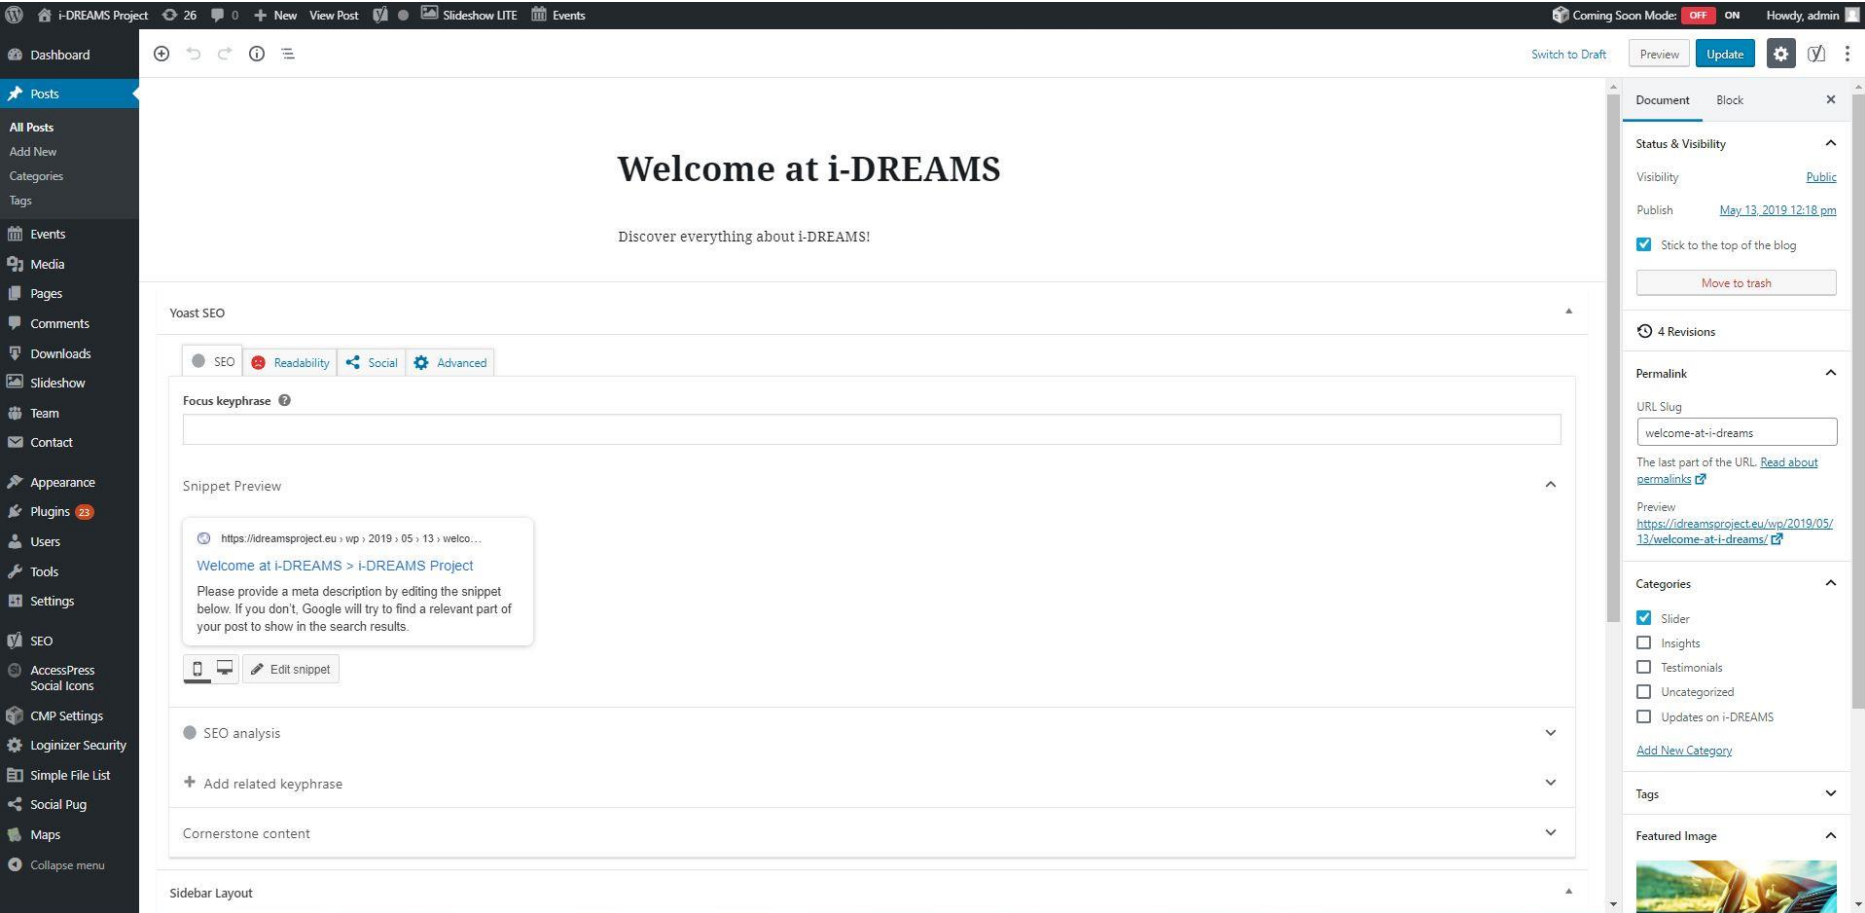 i-DREAMS Project 26 0 New View Post Slideshow LITE Events Coming Soon Mode: OFF ON Howdy, admin
Dashboard
Posts
All Posts
Add New
Categories
Tags
Events
Media
Pages
Comments
Downloads
Slideshow
Team
Contact
Appearance
Plugins 23
Users
Tools
Settings
SEO
AccessPress
Social Icons
CMP Settings
Loginizer Security
Simple File List
Social Pug
Maps
Collapse menu
Switch to Draft Preview Update
Welcome at i-DREAMS
Discover everything about i-DREAMS!
Yoast SEO
SEO Readability Social Advanced
Focus keyphrase
Snippet Preview
https://idreamsproject.eu › wp › 2019 › 05 › 13 › welco…
Welcome at i-DREAMS > i-DREAMS Project
Please provide a meta description by editing the snippet
below. If you don't, Google will try to find a relevant part of
your post to show in the search results.
Edit snippet
SEO analysis
Add related keyphrase
Cornerstone content
Sidebar Layout
Document Block
Status & Visibility
Visibility Public
Publish May 13, 2019 12:18 pm
Stick to the top of the blog
Move to trash
4 Revisions
Permalink
URL Slug
welcome-at-i-dreams
The last part of the URL. Read about
permalinks
Preview
https://idreamsproject.eu/wp/2019/05/
13/welcome-at-i-dreams/
Categories
Slider
Insights
Testimonials
Uncategorized
Updates on i-DREAMS
Add New Category
Tags
Featured Image